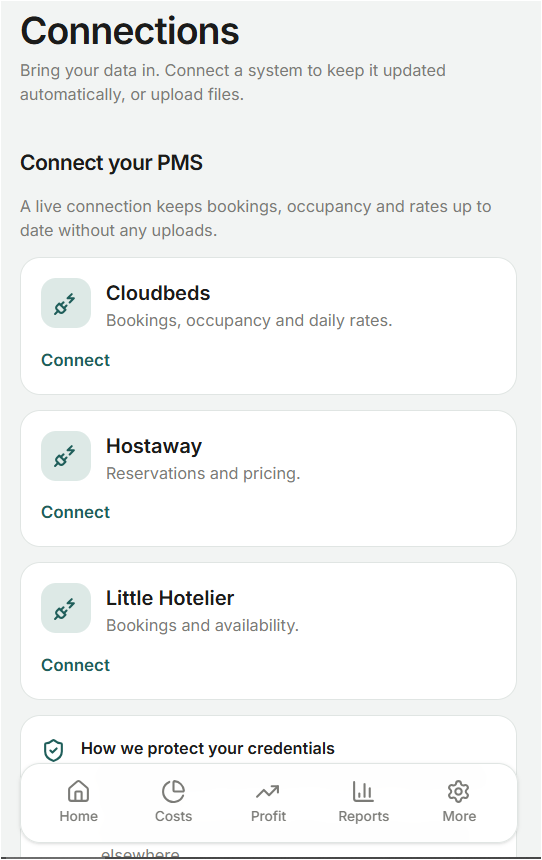 Connections
Bring your data in. Connect a system to keep it updated
automatically, or upload files.
Connect your PMS
A live connection keeps bookings, occupancy and rates up to
date without any uploads.
Cloudbeds
Bookings, occupancy and daily rates.
Connect
Hostaway
Reservations and pricing.
Connect
Little Hotelier
Bookings and availability.
Connect
How we protect your credentials
Home
Costs
Profit
Reports
More
elsewhere